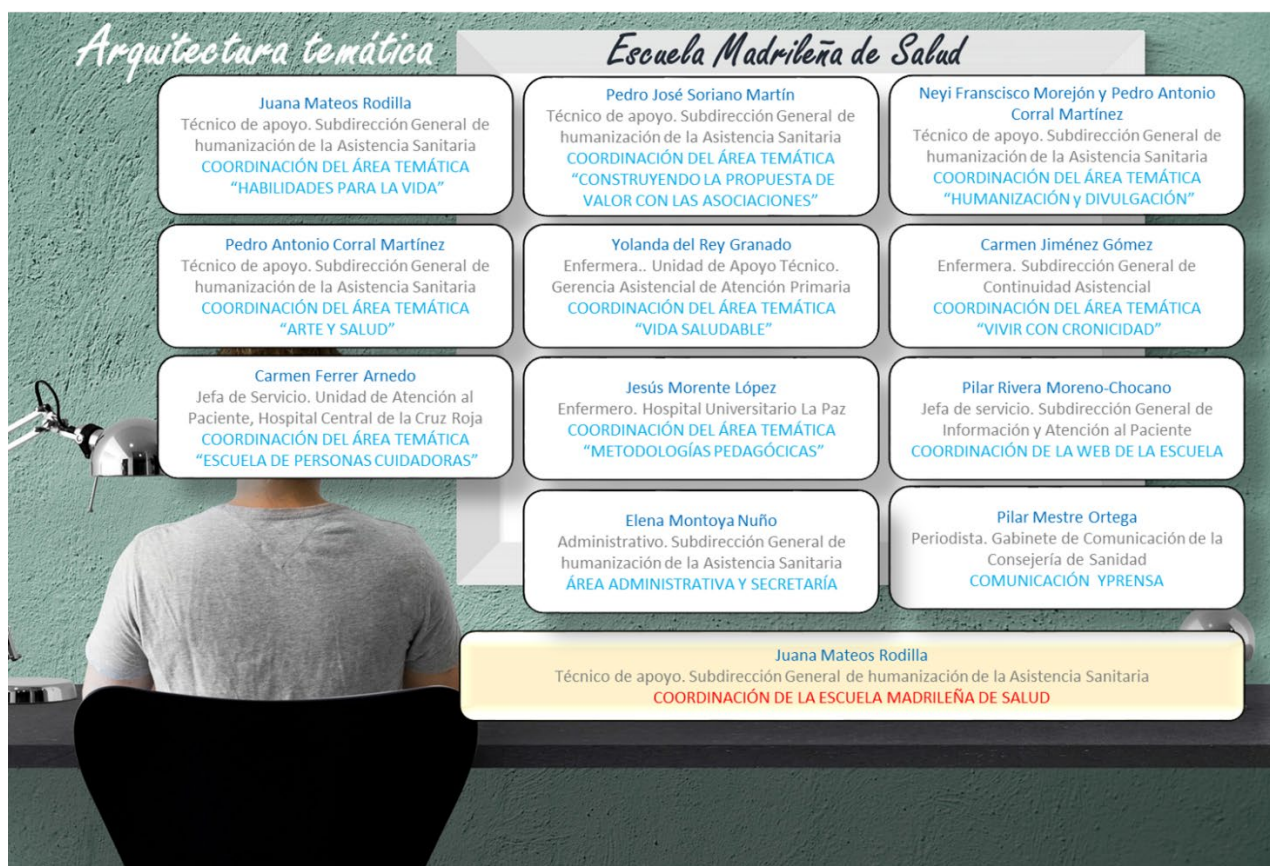 Arquitectura temática
Escuela Madrileña de Salud
Juana Mateos Rodilla
Técnico de apoyo. Subdirección General de
humanización de la Asistencia Sanitaria
COORDINACIÓN DEL ÁREA TEMÁTICA
“HABILIDADES PARA LA VIDA”
Pedro José Soriano Martín
Técnico de apoyo. Subdirección General de
humanización de la Asistencia Sanitaria
COORDINACIÓN DEL ÁREA TEMÁTICA
“CONSTRUYENDO LA PROPUESTA DE
VALOR CON LAS ASOCIACIONES”
Neyi Franscisco Morejón y Pedro Antonio
Corral Martínez
Técnico de apoyo. Subdirección General de
humanización de la Asistencia Sanitaria
COORDINACIÓN DEL ÁREA TEMÁTICA
“HUMANIZACIÓN y DIVULGACIÓN”
Pedro Antonio Corral Martínez
Técnico de apoyo. Subdirección General de
humanización de la Asistencia Sanitaria
COORDINACIÓN DEL ÁREA TEMÁTICA
“ARTE Y SALUD”
Yolanda del Rey Granado
Enfermera.. Unidad de Apoyo Técnico.
Gerencia Asistencial de Atención Primaria
COORDINACIÓN DEL ÁREA TEMÁTICA
“VIDA SALUDABLE”
Carmen Jiménez Gómez
Enfermera. Subdirección General de
Continuidad Asistencial
COORDINACIÓN DEL ÁREA TEMÁTICA
“VIVIR CON CRONICIDAD”
Carmen Ferrer Arnedo
Jefa de Servicio. Unidad de Atención al
Paciente, Hospital Central de la Cruz Roja
COORDINACIÓN DEL ÁREA TEMÁTICA
“ESCUELA DE PERSONAS CUIDADORAS”
Jesús Morente López
Enfermero. Hospital Universitario La Paz
COORDINACIÓN DEL ÁREA TEMÁTICA
“METODOLOGÍAS PEDAGÓCICAS”
Pilar Rivera Moreno-Chocano
Jefa de servicio. Subdirección General de
Información y Atención al Paciente
COORDINACIÓN DE LA WEB DE LA ESCUELA
Elena Montoya Nuño
Administrativo. Subdirección General de
humanización de la Asistencia Sanitaria
ÁREA ADMINISTRATIVA Y SECRETARÍA
Pilar Mestre Ortega
Periodista. Gabinete de Comunicación de la
Consejería de Sanidad
COMUNICACIÓN YPRENSA
Juana Mateos Rodilla
Técnico de apoyo. Subdirección General de humanización de la Asistencia Sanitaria
COORDINACIÓN DE LA ESCUELA MADRILEÑA DE SALUD